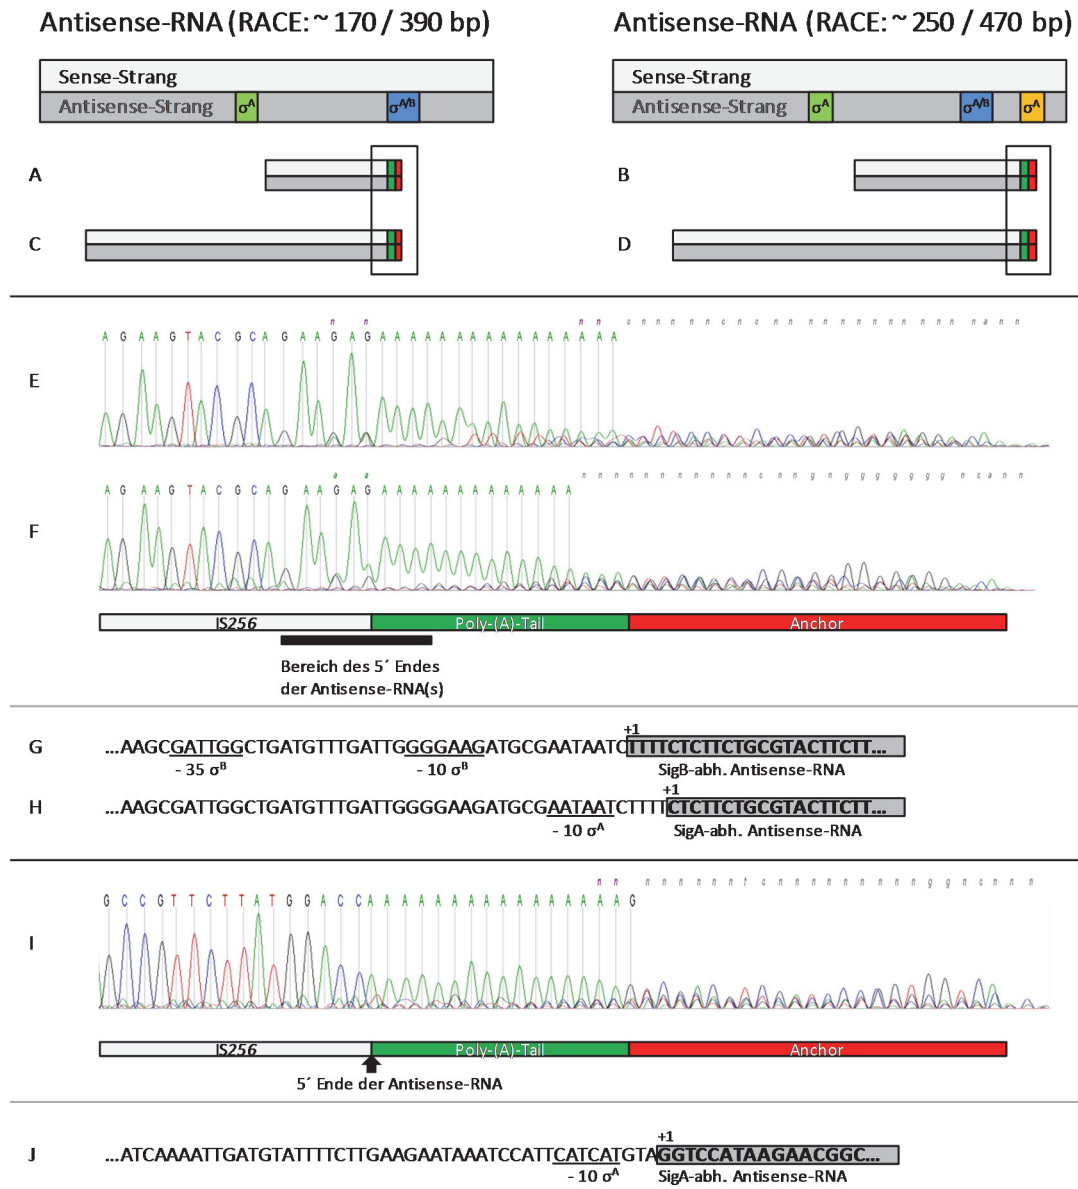 Antisense-RNA (RACE: ~ 170 / 390 bp)
Antisense-RNA (RACE: ~ 250 / 470 bp)
Sense-Strang
Antisense-Strang
σA
σA/B
Sense-Strang
Antisense-Strang
σA
σA/B
σA
A
B
C
D
n n n n c n n n n n c n c n n n n n n n n n n n n n a n n
A G A A G T A C G C A G A A G A G A A A A A A A A A A A A A A A A
E
a a n n n n n n n n n n n c n n g n g g g g g g g n c a n n
A G A A G T A C G C A G A A G A G A A A A A A A A A A A A A
F
IS256
Poly-(A)-Tail
Anchor
Bereich des 5´ Endes
der Antisense-RNA(s)
+1
G ...AAGCGATTGGCTGATGTTTGATTGGGGAAGATGCGAATAATCTTTTCTCTTCTGCGTACTTCTT...
- 35 σB
- 10 σB
SigB-abh. Antisense-RNA
+1
H ...AAGCGATTGGCTGATGTTTGATTGGGGAAGATGCGAATAATCTTTTCTCTTCTGCGTACTTCTT...
- 10 σA
SigA-abh. Antisense-RNA
n n n n n n n n t c n n n n n n n n n g g n c n n n
G C C G T T C T T A T G G A C C A A A A A A A A A A A A A A A G
I
IS256
Poly-(A)-Tail
Anchor
5´ Ende der Antisense-RNA
+1
J ...ATCAAAATTGATGTATTTTCTTGAAGAATAAATCCATTCATCATGTAGGTCCATAAGAACGGC...
- 10 σA
SigA-abh. Antisense-RNA